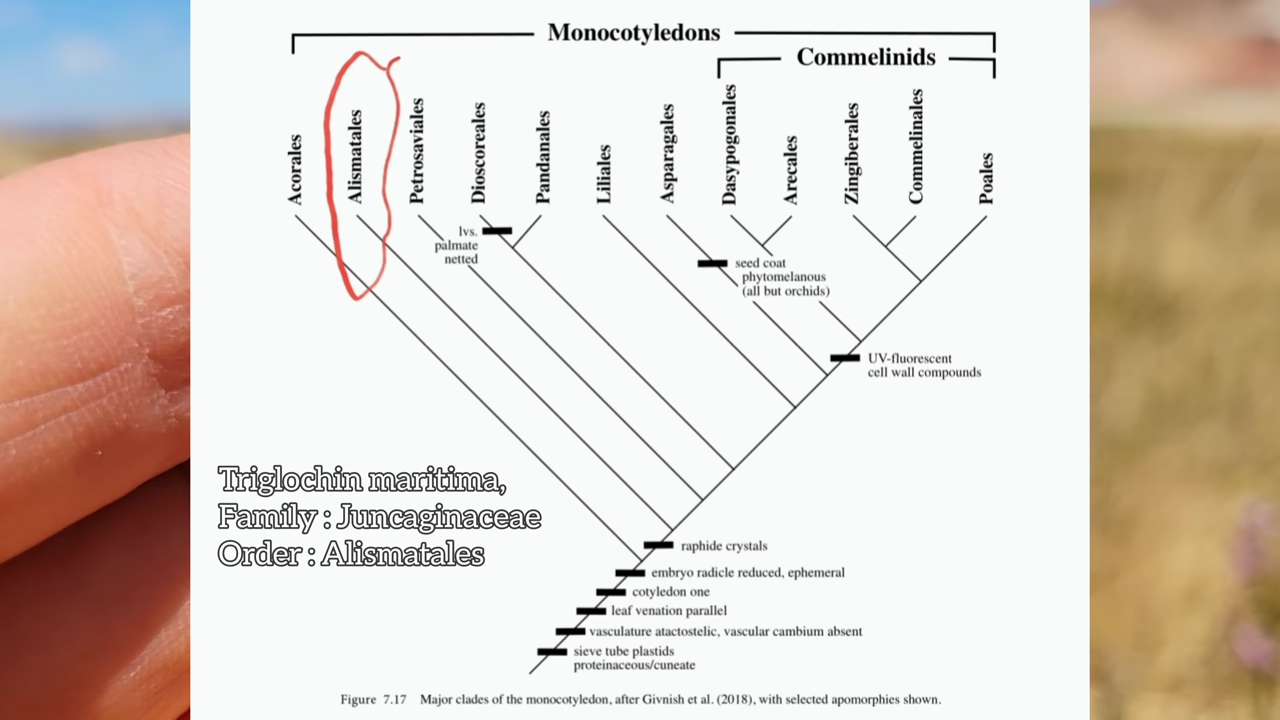 Monocotyledons
Commelinids
Acorales
Alismatales
Petrosaviales
Dioscoreales
Pandanales
Liliales
Asparagales
Dasypogonales
Arecales
Zingiberales
Commelinales
Poales
lvs.
palmate
netted
seed coat
phytomelanous
(all but orchids)
UV-fluorescent
cell wall compounds
Triglochin maritima,
Family : Juncaginaceae
Order : Alismatales
raphide crystals
embryo radicle reduced, ephemeral
cotyledon one
leaf venation parallel
vasculature atactostelic, vascular cambium absent
sieve tube plastids
proteinaceous/cuneate
Figure 7.17 Major clades of the monocotyledon, after Givnish et al. (2018), with selected apomorphies shown.